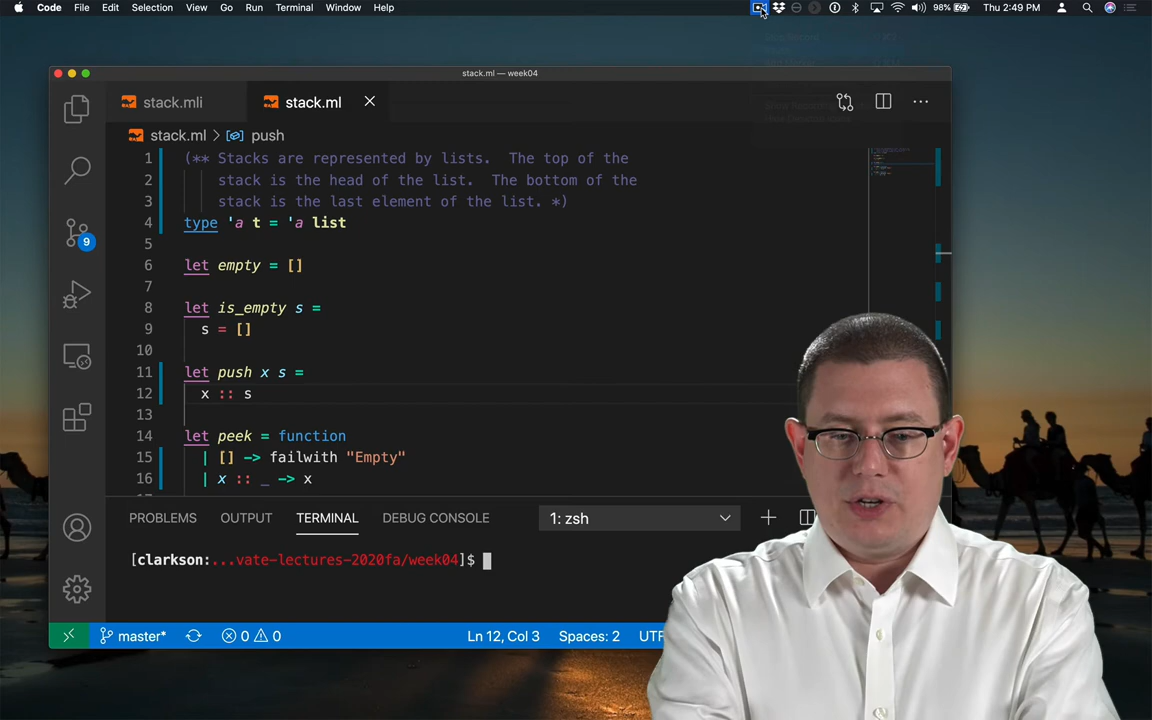 Code File Edit Selection View Go Run Terminal Window Help 98% Thu 2:49 PM
stack.ml — week04
stack.mli stack.ml
stack.ml > push
1 (** Stacks are represented by lists. The top of the
2 stack is the head of the list. The bottom of the
3 stack is the last element of the list. *)
4 type 'a t = 'a list
5
6 let empty = []
7
8 let is_empty s =
9 s = []
10
11 let push x s =
12 x :: s
13
14 let peek = function
15 | [] -> failwith "Empty"
16 | x :: _ -> x
9
PROBLEMS OUTPUT TERMINAL DEBUG CONSOLE 1: zsh
[clarkson:...vate-lectures-2020fa/week04]$
master* 0 0 Ln 12, Col 3 Spaces: 2 UTF